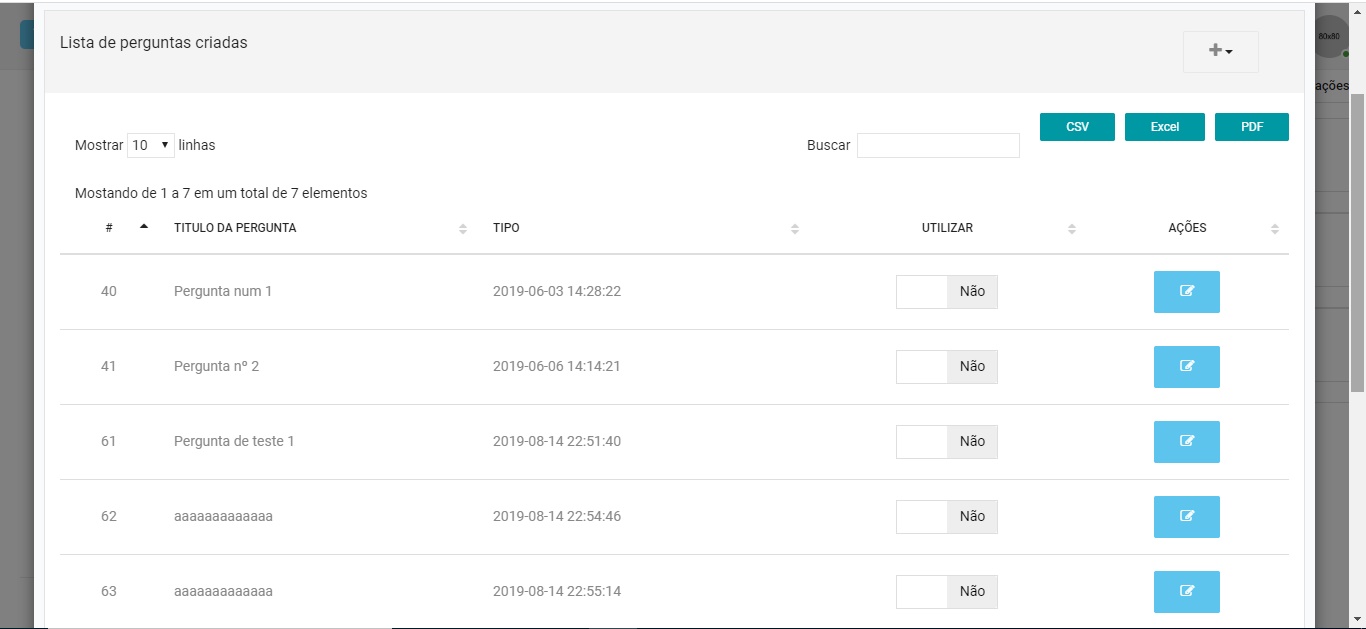 80x80
Lista de perguntas criadas
ações
CSV Excel PDF
Mostrar 10 linhas Buscar
Mostando de 1 a 7 em um total de 7 elementos
# TITULO DA PERGUNTA TIPO UTILIZAR AÇÕES
40 Pergunta num 1 2019-06-03 14:28:22 Não
41 Pergunta nº 2 2019-06-06 14:14:21 Não
61 Pergunta de teste 1 2019-08-14 22:51:40 Não
62 aaaaaaaaaaaaa 2019-08-14 22:54:46 Não
63 aaaaaaaaaaaaa 2019-08-14 22:55:14 Não